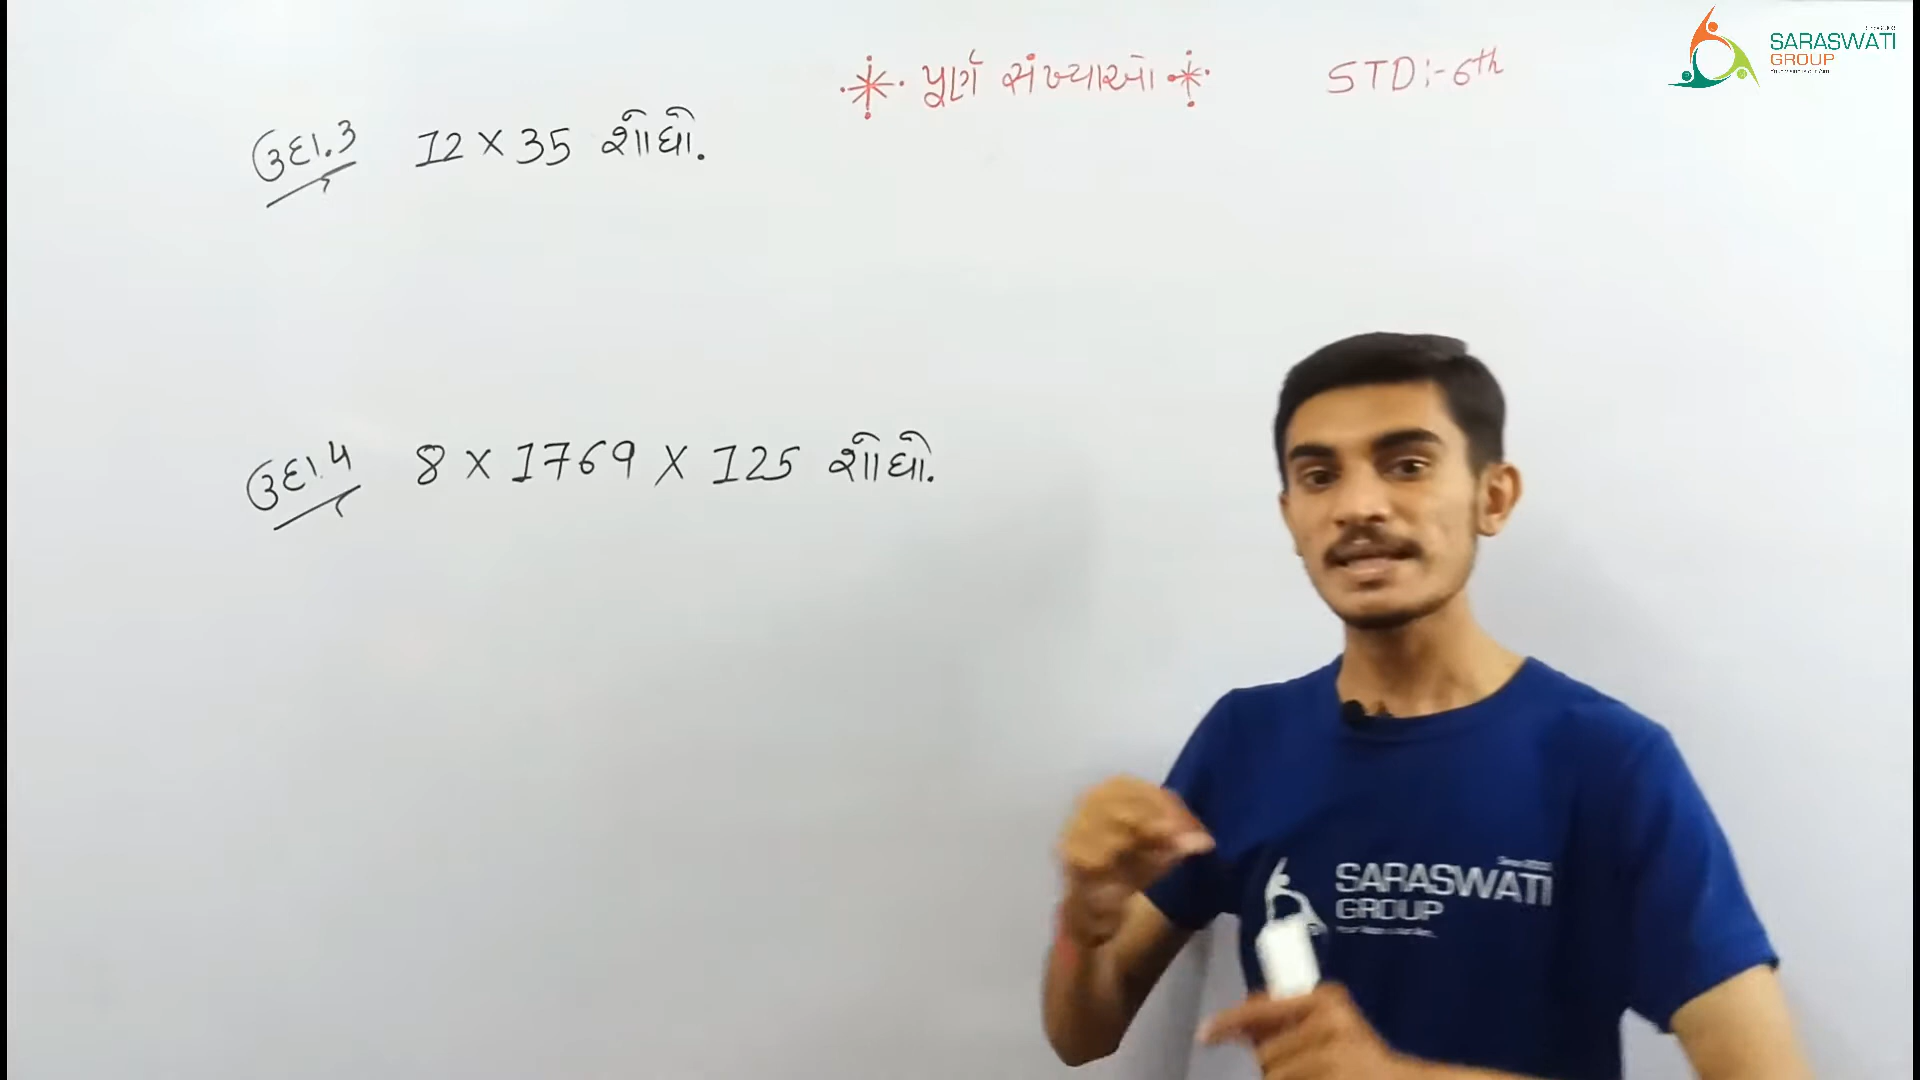 * પૂર્ણ સંખ્યાઓ * STD:- 6th
SARASWATI
GROUP
ઉદા.3 12 × 35 શોધો.
ઉદા.4 8 × 1769 × 125 શોધો.
SARASWATI
GROUP